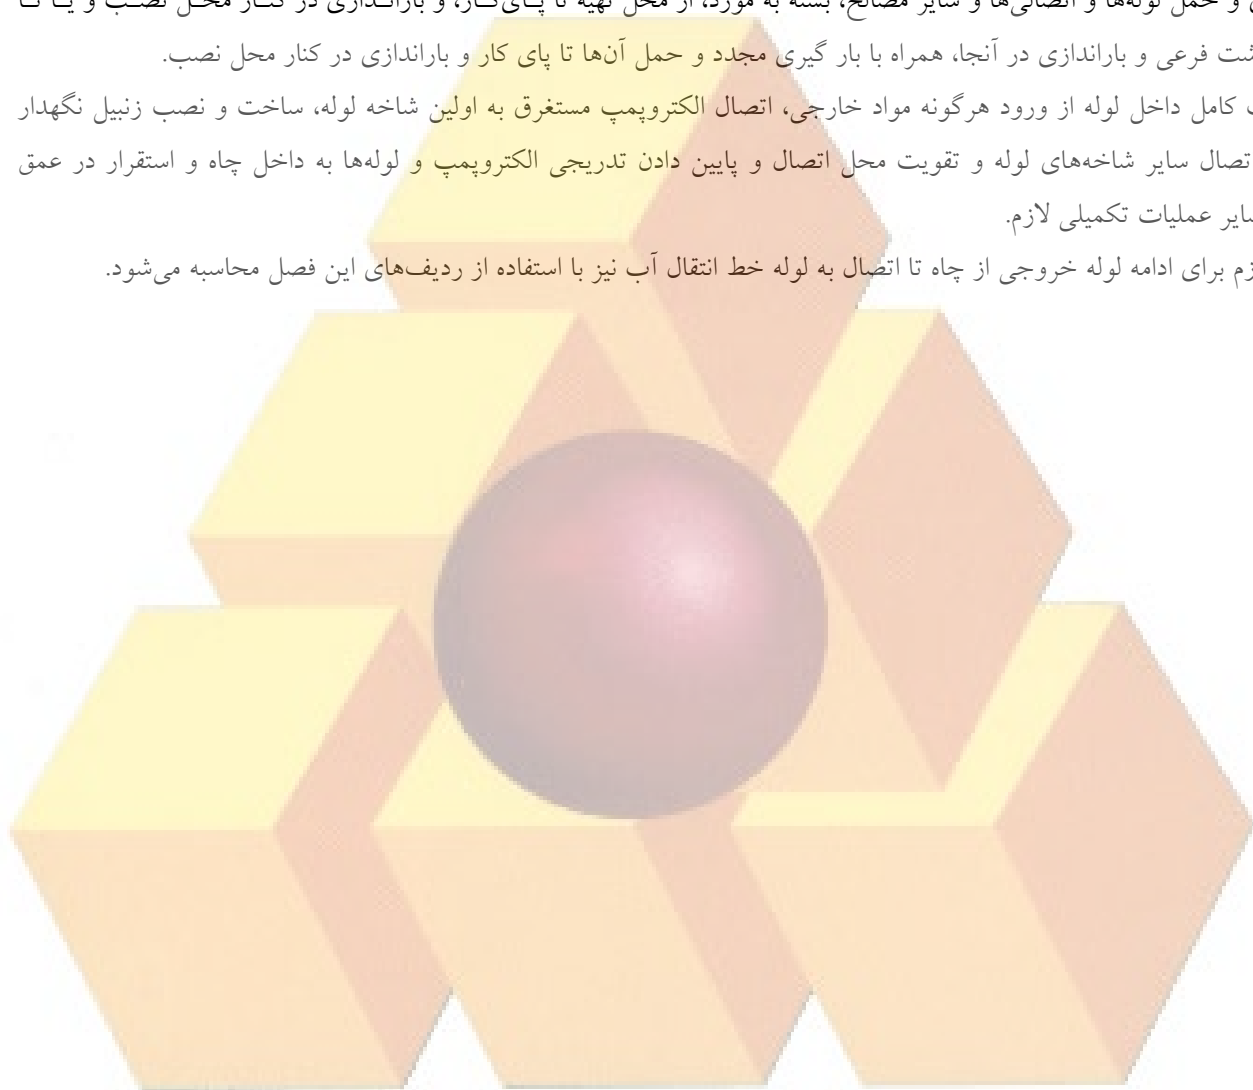 و حمل لوله‌ها و اتصالی‌ها و سایر مصالح، بسته به مورد، از محل تهیه تا پای‌کار، و باراندازی در کنار محل نصب و یا تا
فرعی و باراندازی در آنجا، همراه با بار گیری مجدد و حمل آن‌ها تا پای کار و باراندازی در کنار محل نصب.
کامل داخل لوله از ورود هرگونه مواد خارجی، اتصال الکتروپمپ مستغرق به اولین شاخه لوله، ساخت و نصب زنبیل نگهدار
تصال سایر شاخه‌های لوله و تقویت محل اتصال و پایین دادن تدریجی الکتروپمپ و لوله‌ها به داخل چاه و استقرار در عمق
سایر عملیات تکمیلی لازم.
زم برای ادامه لوله خروجی از چاه تا اتصال به لوله خط انتقال آب نیز با استفاده از ردیف‌های این فصل محاسبه می‌شود.